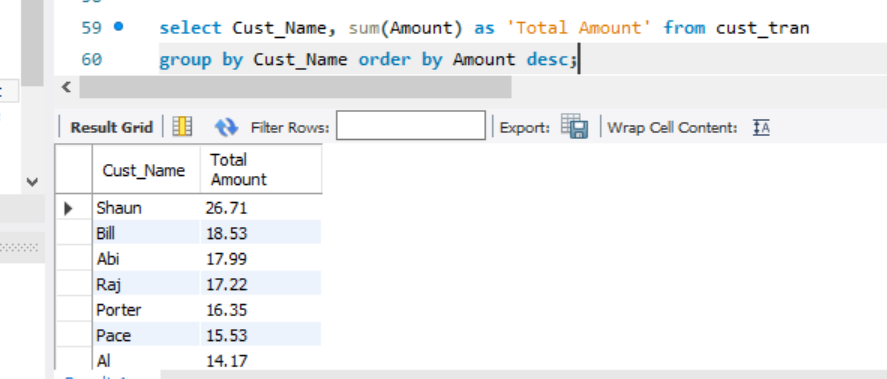 59 select Cust_Name, sum(Amount) as 'Total Amount' from cust_tran
60 group by Cust_Name order by Amount desc;
Result Grid Filter Rows: Export: Wrap Cell Content: IA
Cust_Name Total Amount
Shaun 26.71
Bill 18.53
Abi 17.99
Raj 17.22
Porter 16.35
Pace 15.53
Al 14.17